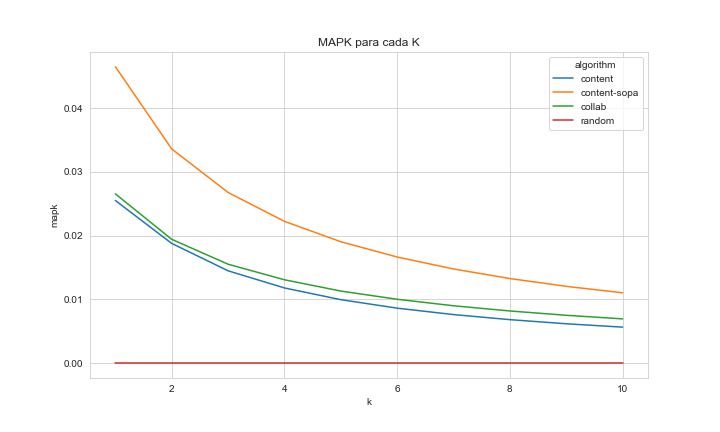 MAPK para cada K
algorithm
content
content-sopa
collab
random
mapk
0.04
0.03
0.02
0.01
0.00
2
4
6
8
10
k